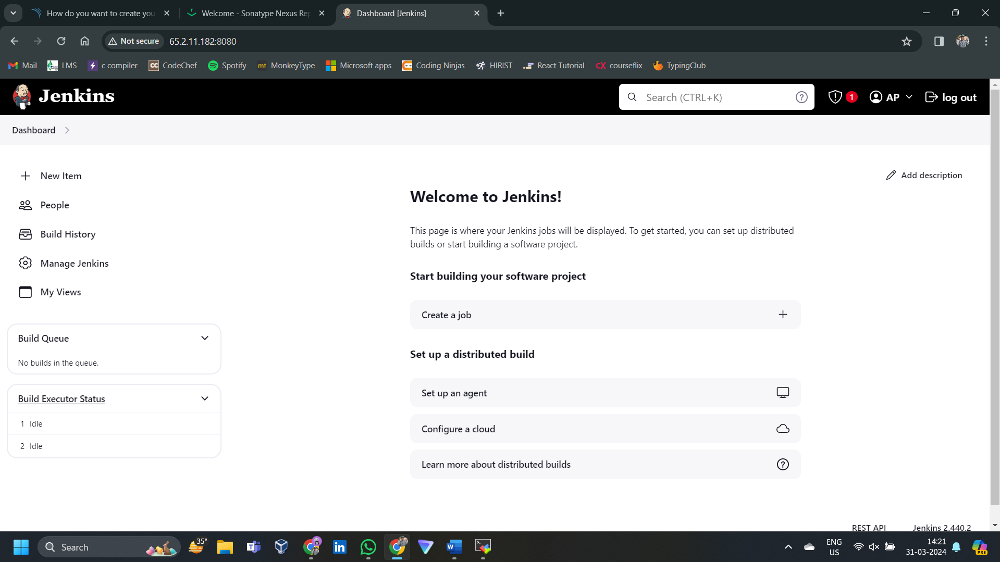 How do you want to create you
Welcome - Sonatype Nexus Rep
Dashboard [Jenkins]
Not secure
65.2.11.182:8080
Mail
LMS
c compiler
CC
CodeChef
Spotify
mt
MonkeyType
Microsoft apps
Coding Ninjas
HIRIST
React Tutorial
CX
courseflix
TypingClub
Jenkins
Search (CTRL+K)
?
1
AP
log out
Dashboard
New Item
People
Build History
Manage Jenkins
My Views
Build Queue
No builds in the queue.
Build Executor Status
1 Idle
2 Idle
Add description
Welcome to Jenkins!
This page is where your Jenkins jobs will be displayed. To get started, you can set up distributed
builds or start building a software project.
Start building your software project
Create a job
Set up a distributed build
Set up an agent
Configure a cloud
Learn more about distributed builds
?
REST API
Jenkins 2.440.2
Search
35°
in
W
ENG
US
14:21
31-03-2024
PRE